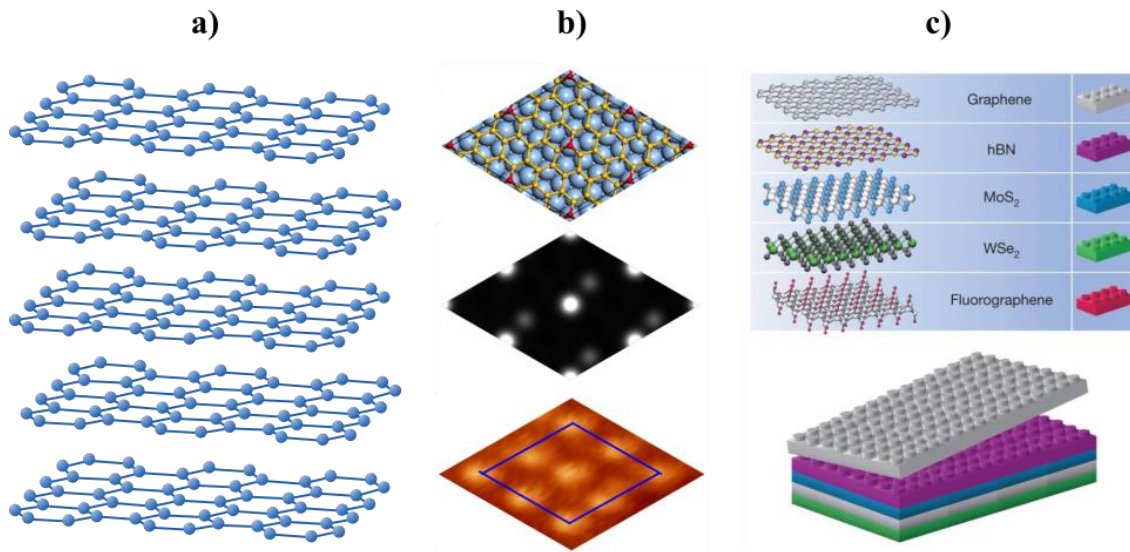 a)
b)
c)
Graphene
hBN
MoS₂
WSe₂
Fluorographene